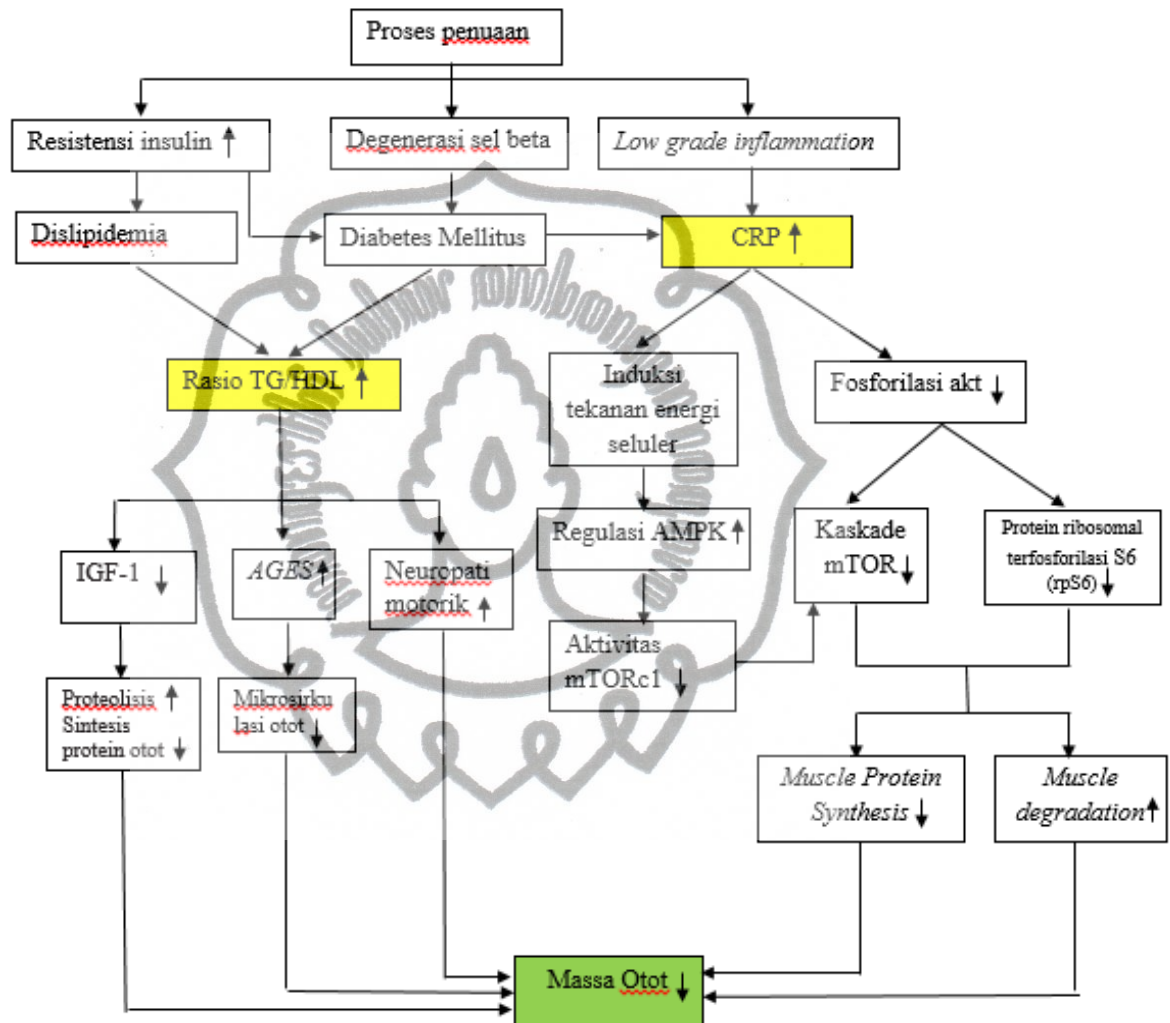 Proses penuaan
Resistensi insulin ↑
Degenerasi sel beta
Low grade inflammation
Dislipidemia
Diabetes Mellitus
CRP ↑
Rasio TG/HDL ↑
Induksi
tekanan energi
seluler
Fosforilasi akt ↓
IGF-1 ↓
AGES ↑
Neuropati
motorik ↑
Regulasi AMPK ↑
Kaskade
mTOR ↓
Protein ribosomal
terfosforilasi S6
(rpS6) ↓
Aktivitas
mTORc1 ↓
Proteolisis ↑
Sintesis
protein otot ↓
Mikrosirku
lasi otot ↓
Muscle Protein
Synthesis ↓
Muscle
degradation ↑
Massa Otot ↓